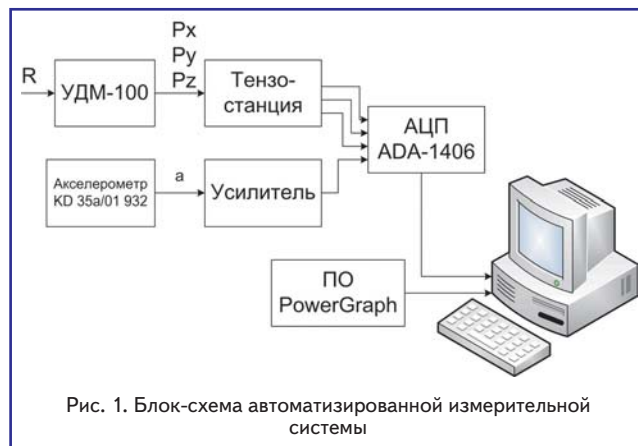 Px
Py
Pz
R
УДМ-100
Тензо-
станция
АЦП
ADA-1406
Акселерометр
KD 35a/01 932
a
Усилитель
ПО
PowerGraph
Рис. 1. Блок-схема автоматизированной измерительной
системы